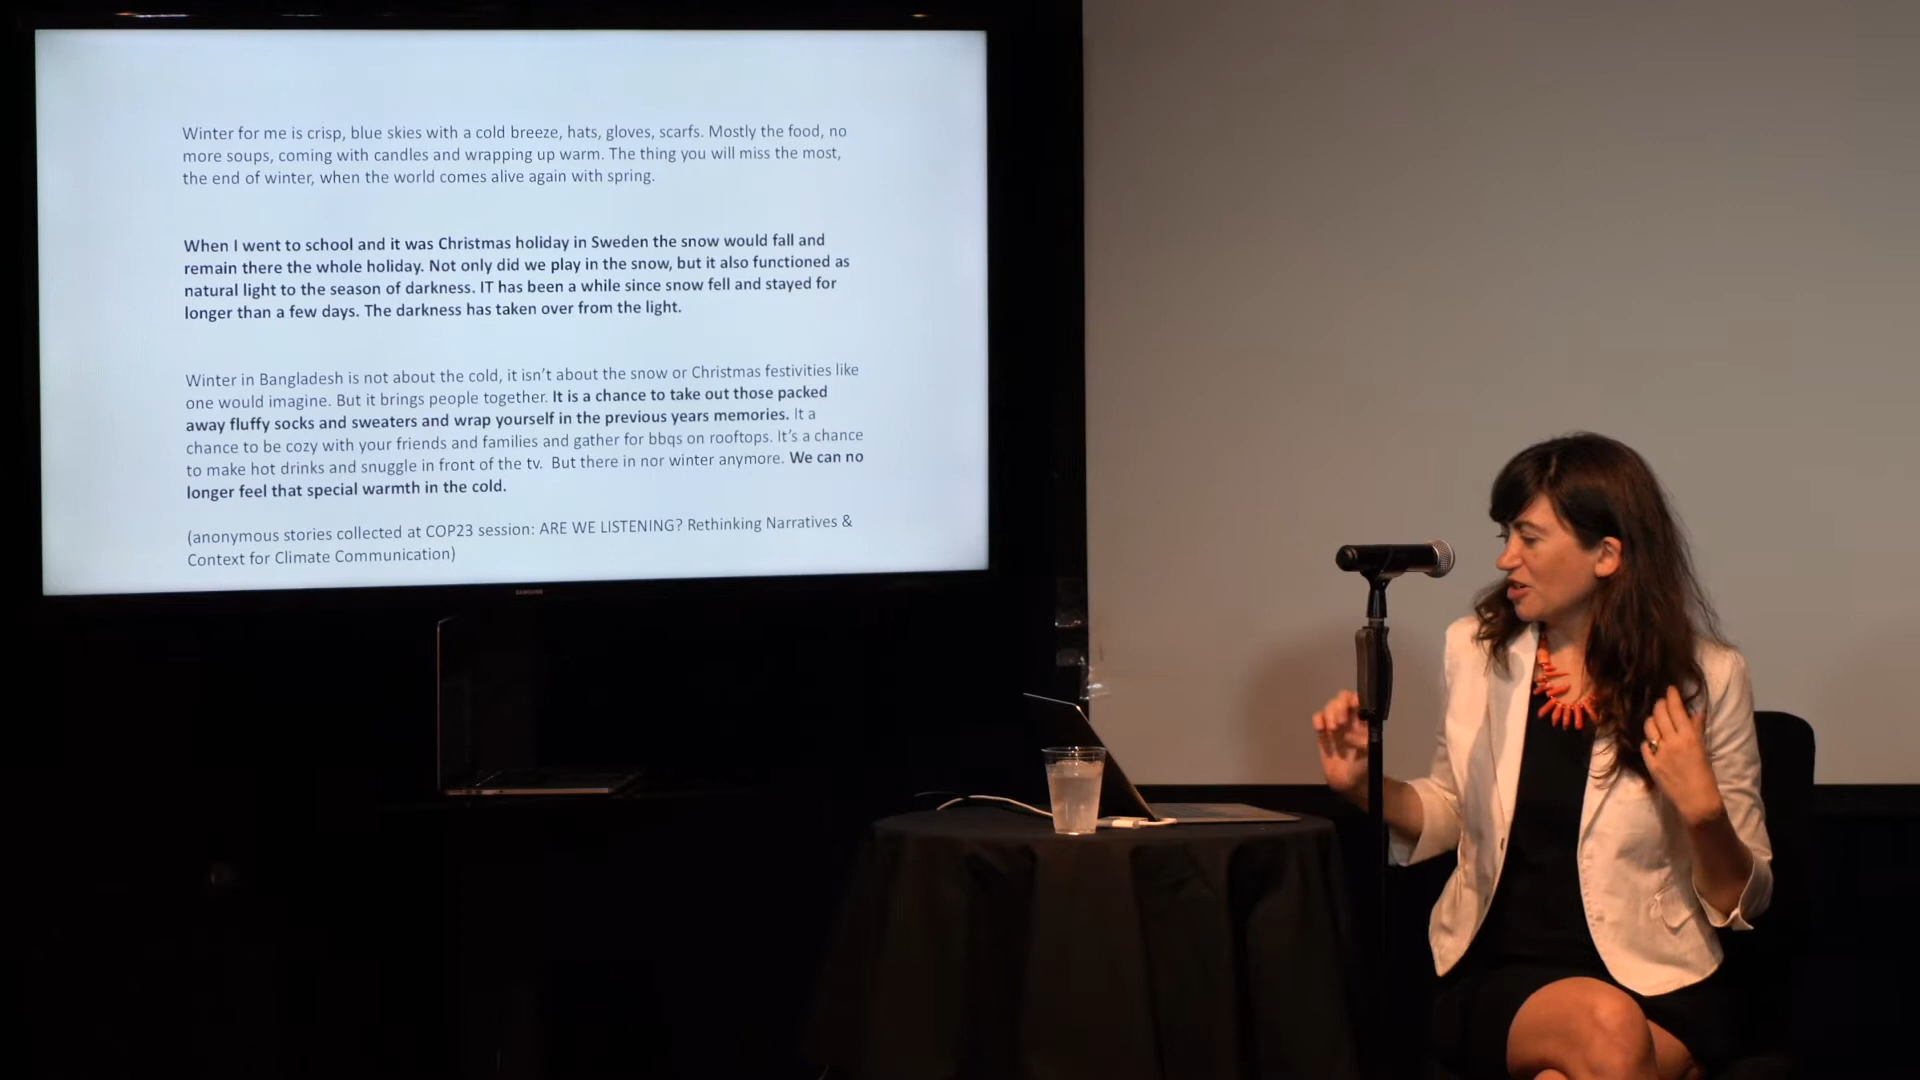 Winter for me is crisp, blue skies with a cold breeze, hats, gloves, scarfs. Mostly the food, no
more soups, coming with candles and wrapping up warm. The thing you will miss the most,
the end of winter, when the world comes alive again with spring.
When I went to school and it was Christmas holiday in Sweden the snow would fall and
remain there the whole holiday. Not only did we play in the snow, but it also functioned as
natural light to the season of darkness. IT has been a while since snow fell and stayed for
longer than a few days. The darkness has taken over from the light.
Winter in Bangladesh is not about the cold, it isn't about the snow or Christmas festivities like
one would imagine. But it brings people together. It is a chance to take out those packed
away fluffy socks and sweaters and wrap yourself in the previous years memories. It a
chance to be cozy with your friends and families and gather for bbqs on rooftops. It's a chance
to make hot drinks and snuggle in front of the tv. But there in nor winter anymore. We can no
longer feel that special warmth in the cold.
(anonymous stories collected at COP23 session: ARE WE LISTENING? Rethinking Narratives &
Context for Climate Communication)
SAMSUNG